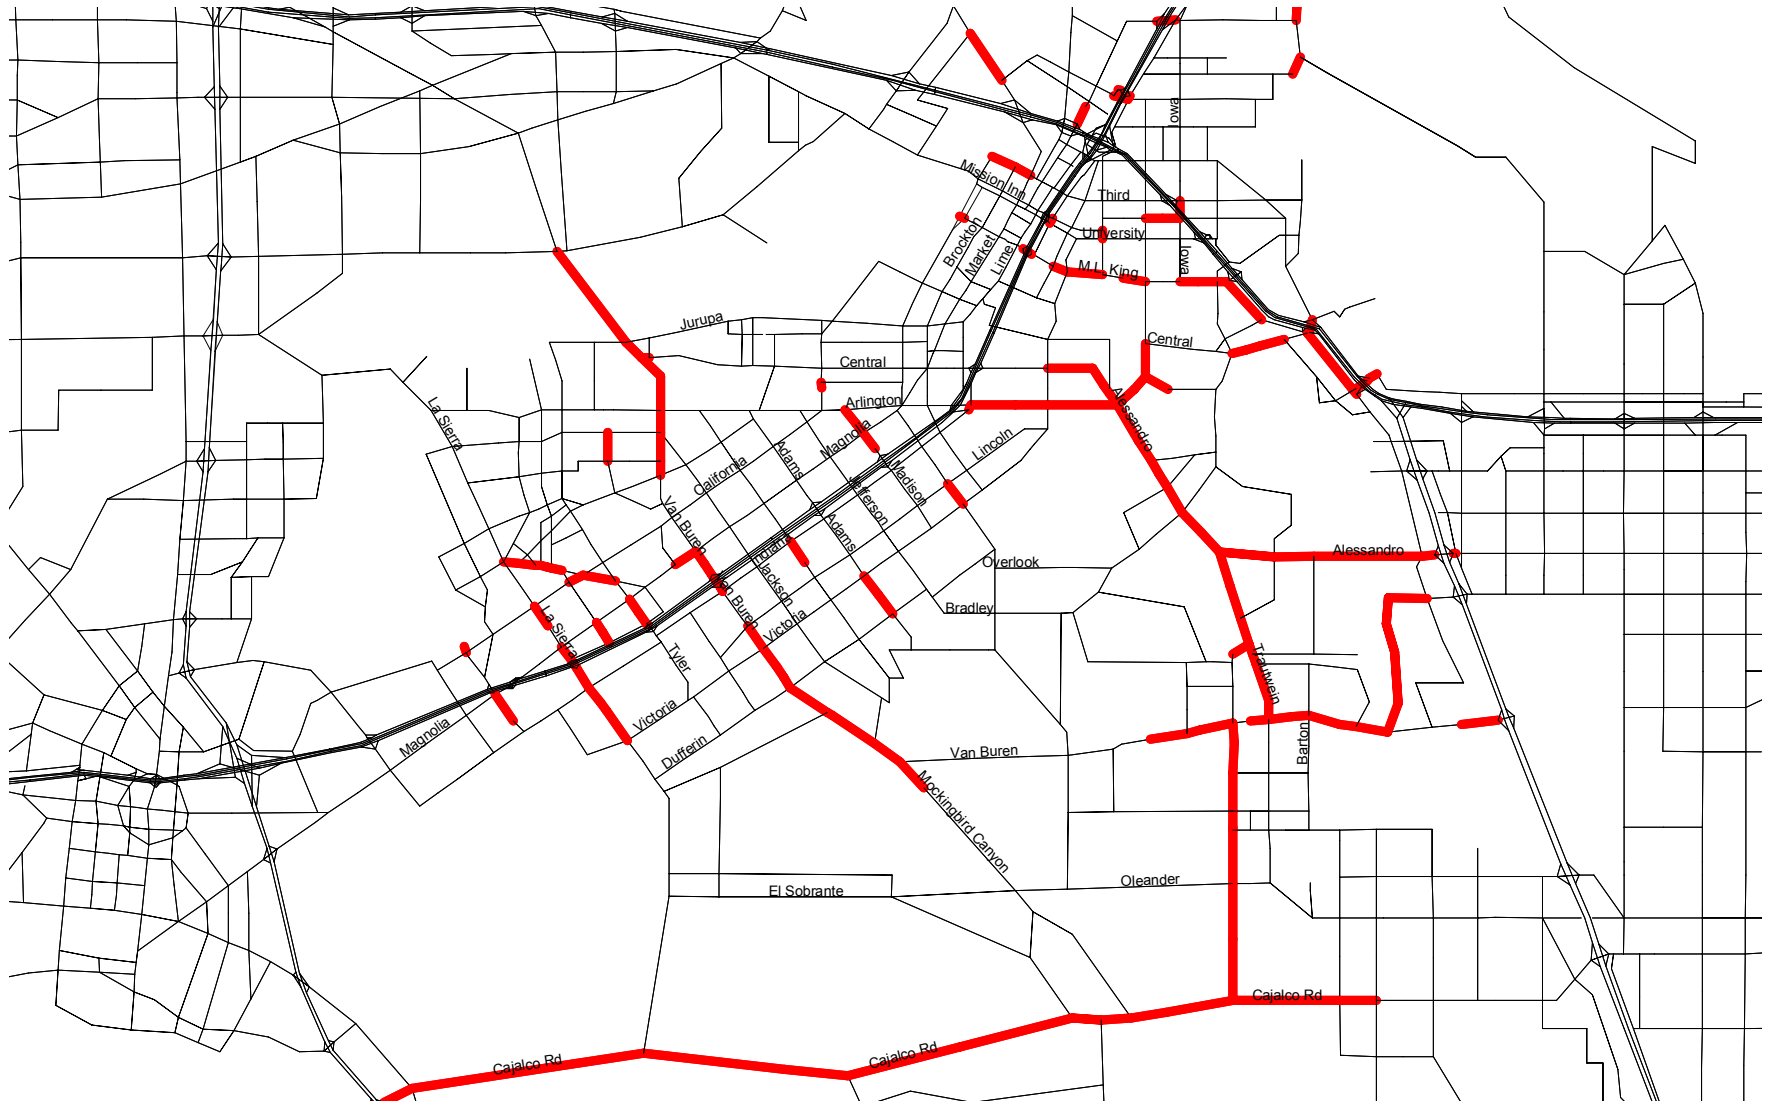 Iowa
Mission Inn
Third
Brockton
Market
Lime
University
M.L. King
Iowa
Jurupa
Central
Central
La Sierra
Arlington
Alessandro
Magnolia
Adams
Lincoln
California
Madison
Jefferson
Van Buren
Adams
Indiana
Alessandro
Overlook
Jackson
Van Buren
Bradley
Victoria
La Sierra
Tyler
Trautwein
Victoria
Magnolia
Dufferin
Van Buren
Barton
Mockingbird Canyon
Oleander
El Sobrante
Cajalco Rd
Cajalco Rd
Cajalco Rd